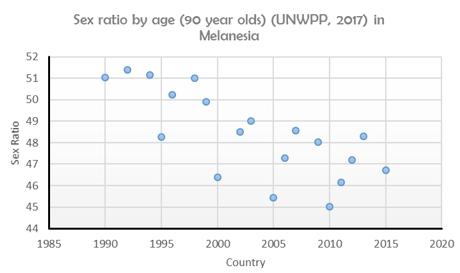 Sex ratio by age (90 year olds) (UNWPP, 2017) in
Melanesia
52
51
50
49
48
47
46
45
44
Sex Ratio
1985 1990 1995 2000 2005 2010 2015 2020
Country